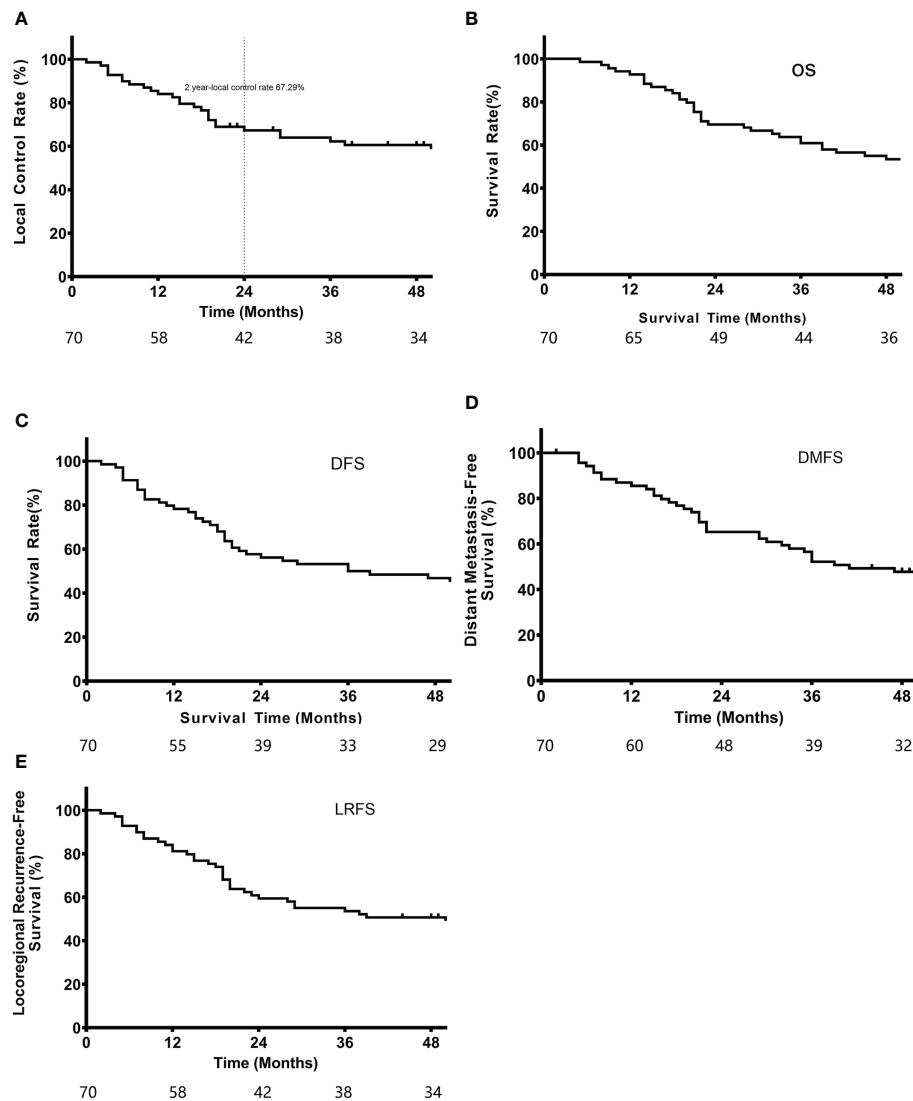 A
Local Control Rate (%)
100
80
60
40
20
0
2 year-local control rate 67.29%
0 12 24 36 48
Time (Months)
70 58 42 38 34
B
Survival Rate(%)
100
80
60
40
20
0
OS
0 12 24 36 48
Survival Time (Months)
70 65 49 44 36
C
Survival Rate(%)
100
80
60
40
20
0
DFS
0 12 24 36 48
Survival Time (Months)
70 55 39 33 29
D
Distant Metastasis-Free
Survival (%)
100
80
60
40
20
0
DMFS
0 12 24 36 48
Time (Months)
70 60 48 39 32
E
Locoregional Recurrence-Free
Survival (%)
100
80
60
40
20
0
LRFS
0 12 24 36 48
Time (Months)
70 58 42 38 34